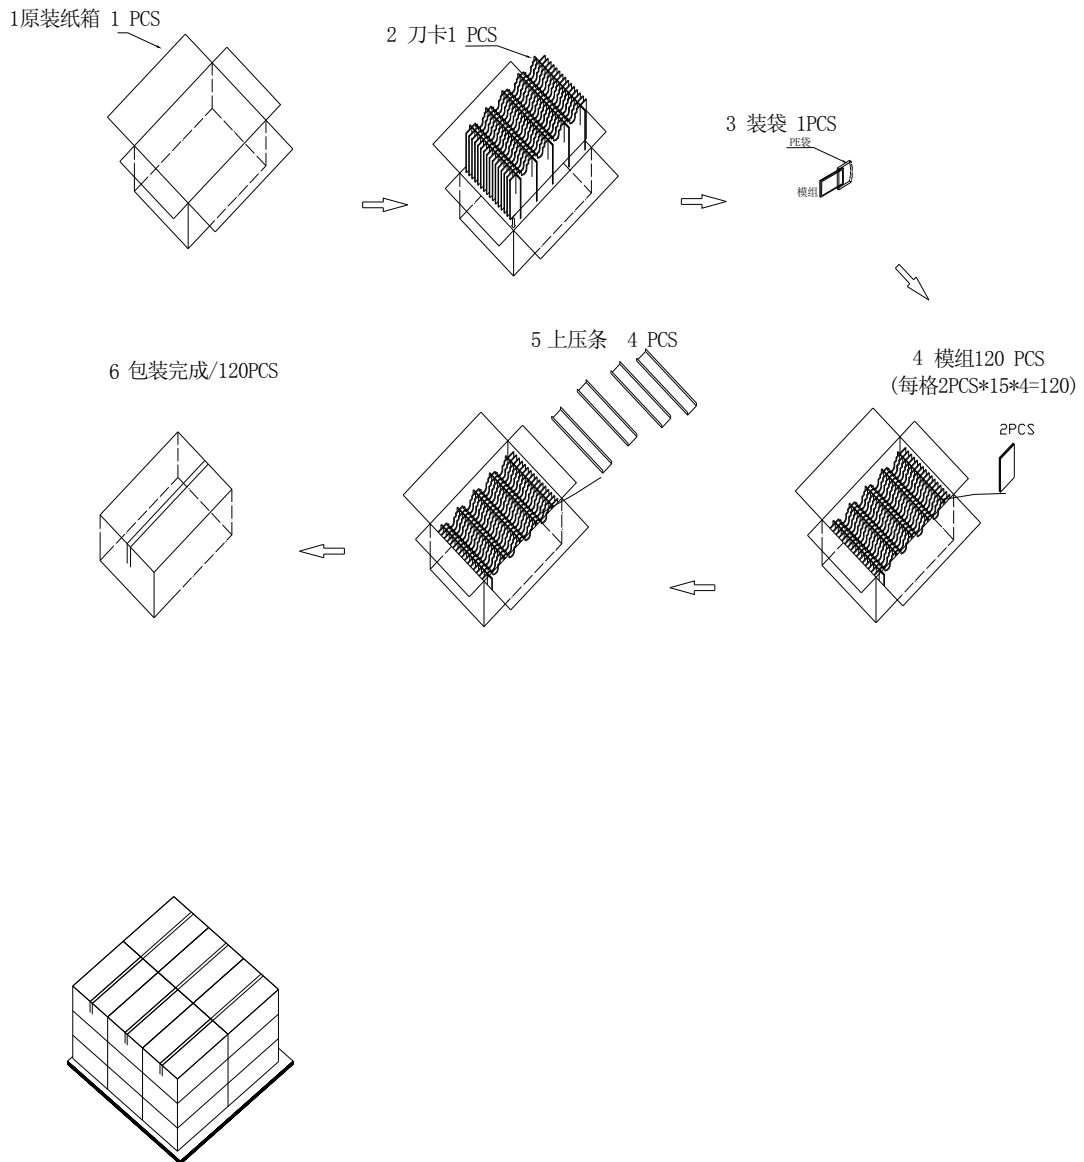 1原装纸箱 1 PCS
2 刀卡1 PCS
3 装袋 1PCS
PE袋
模组
4 模组120 PCS
(每格2PCS*15*4=120)
2PCS
5上压条 4 PCS
6 包装完成/120PCS